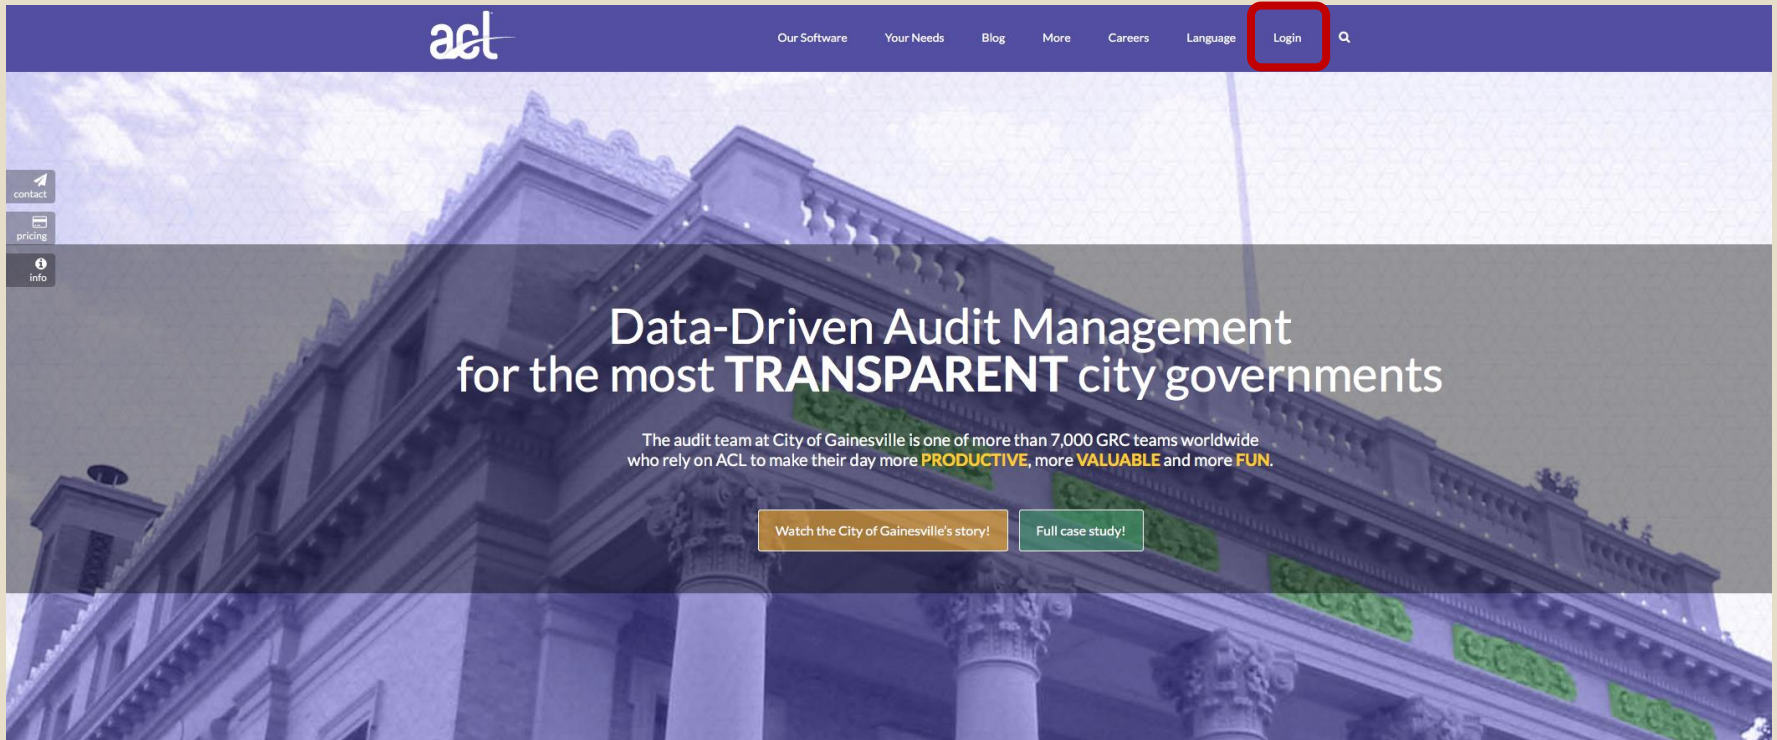 acl
Our Software
Your Needs
Blog
More
Careers
Language
Login
contact
pricing
info
Data-Driven Audit Management
for the most TRANSPARENT city governments
The audit team at City of Gainesville is one of more than 7,000 GRC teams worldwide
who rely on ACL to make their day more PRODUCTIVE, more VALUABLE and more FUN.
Watch the City of Gainesville's story!
Full case study!